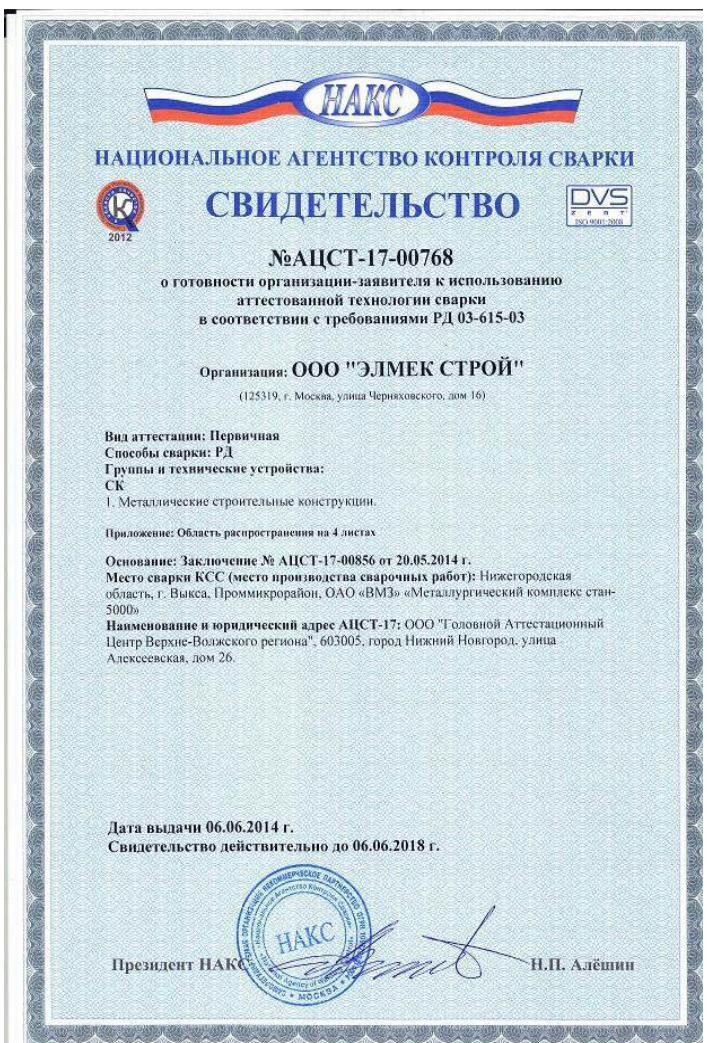 НАКС
НАЦИОНАЛЬНОЕ АГЕНТСТВО КОНТРОЛЯ СВАРКИ
СВИДЕТЕЛЬСТВО
2012
DVS
ZERT
ISO 9001:2008
№АЦСТ-17-00768
о готовности организации-заявителя к использованию
аттестованной технологии сварки
в соответствии с требованиями РД 03-615-03
Организация: ООО "ЭЛМЕК СТРОЙ"
(125319, г. Москва, улица Черняховского, дом 16)
Вид аттестации: Первичная
Способы сварки: РД
Группы и технические устройства:
СК
1. Металлические строительные конструкции.
Приложение: Область распространения на 4 листах
Основание: Заключение № АЦСТ-17-00856 от 20.05.2014 г.
Место сварки КСС (место производства сварочных работ): Нижегородская
область, г. Выкса, Проммикрорайон, ОАО «ВМЗ» «Металлургический комплекс стан-
5000»
Наименование и юридический адрес АЦСТ-17: ООО "Головной Аттестационный
Центр Верхне-Волжского региона", 603005, город Нижний Новгород, улица
Алексеевская, дом 26.
Дата выдачи 06.06.2014 г.
Свидетельство действительно до 06.06.2018 г.
НАКС
МОСКВА
Президент НАКС
Н.П. Алёшин